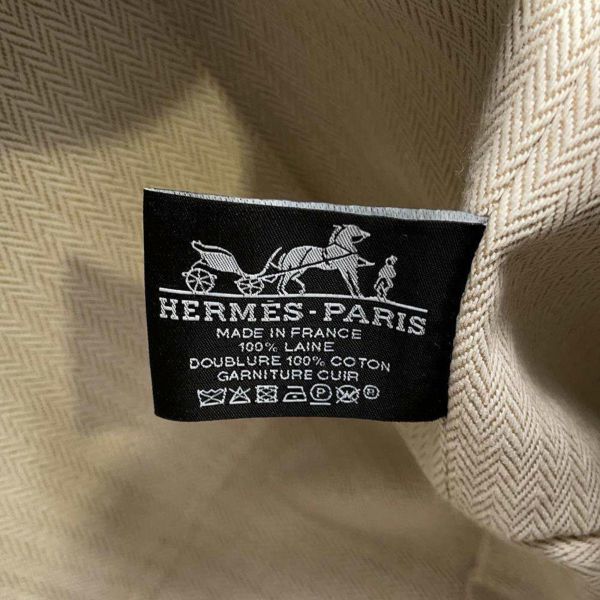 HERMÈS-PARIS
MADE IN FRANCE
100% LAINE
DOUBLURE 100% COTON
GARNITURE CUIR